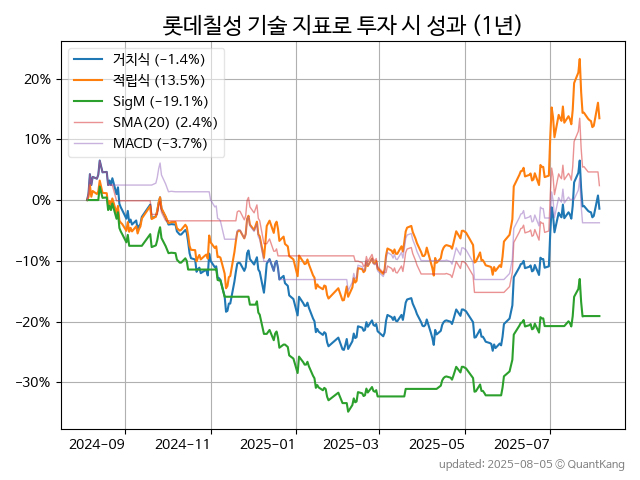 롯데칠성 기술 지표로 투자 시 성과 (1년)
거치식 (−1.4%)
적립식 (13.5%)
SigM (−19.1%)
SMA(20) (2.4%)
MACD (−3.7%)
20%
10%
0%
−10%
−20%
−30%
2024-09 2024-11 2025-01 2025-03 2025-05 2025-07
updated: 2025-08-05 ⓒ QuantKang